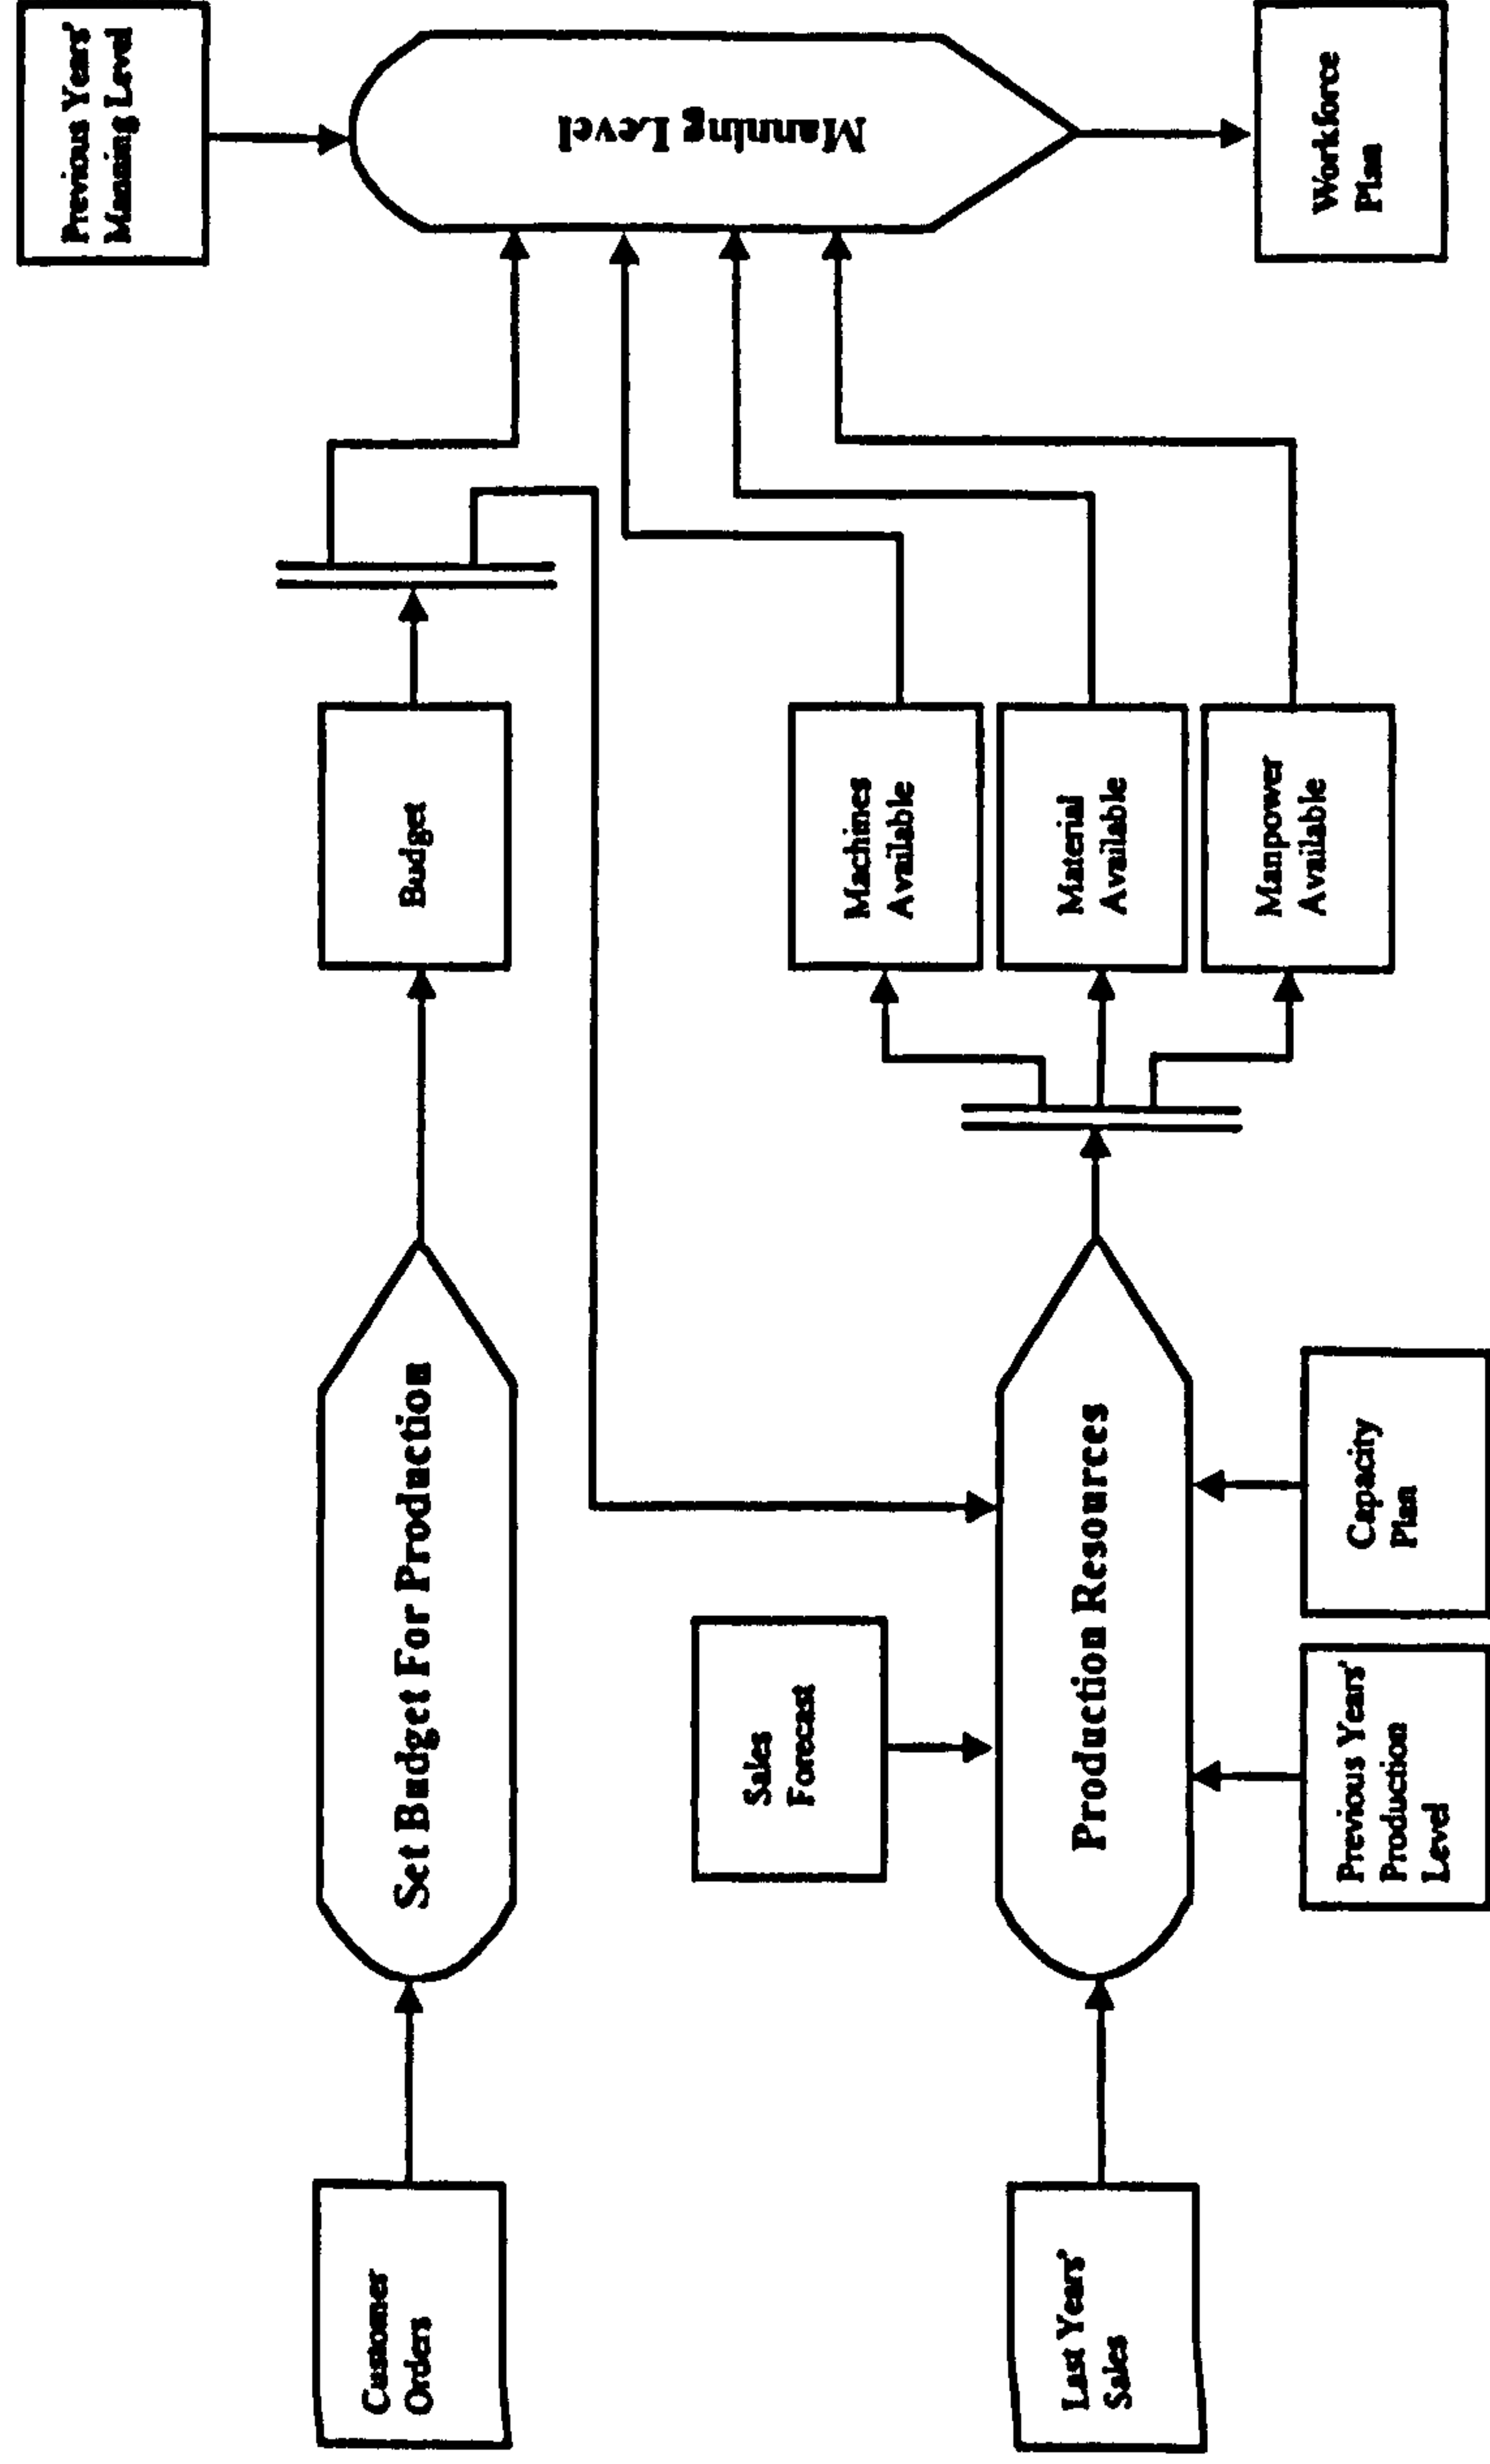 Customer
Orders
Set Budget For Production
Budget
Previous Years'
Manning Level
Manning Level
Workforce
Plan
Last Years'
Sales
Sales
Forecast
Production Resources
Previous Years'
Production
Level
Capacity
Plan
Machines
Available
Material
Available
Manpower
Available